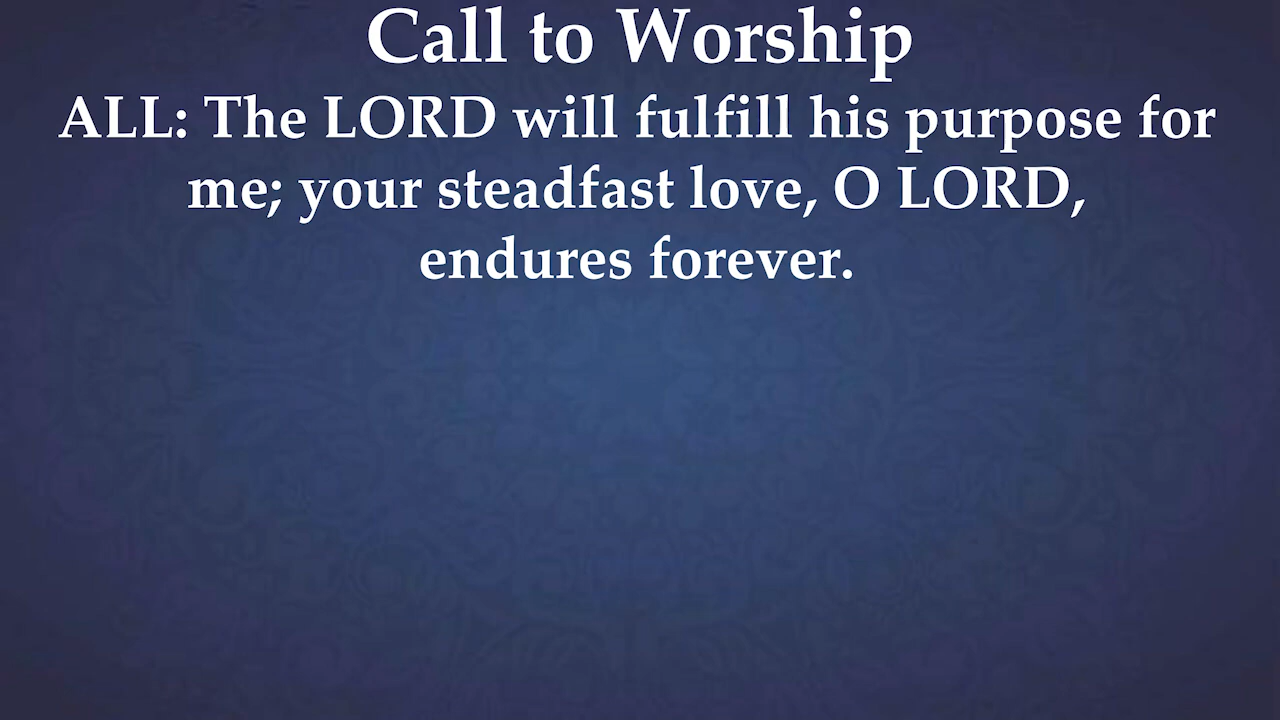 Call to Worship
ALL: The LORD will fulfill his purpose for
me; your steadfast love, O LORD,
endures forever.